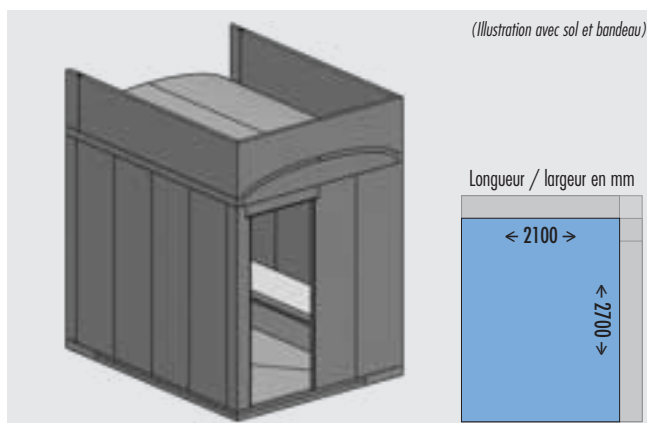 (Illustration avec sol et bandeau)
Longueur / largeur en mm
← 2100 →
← 2700 →